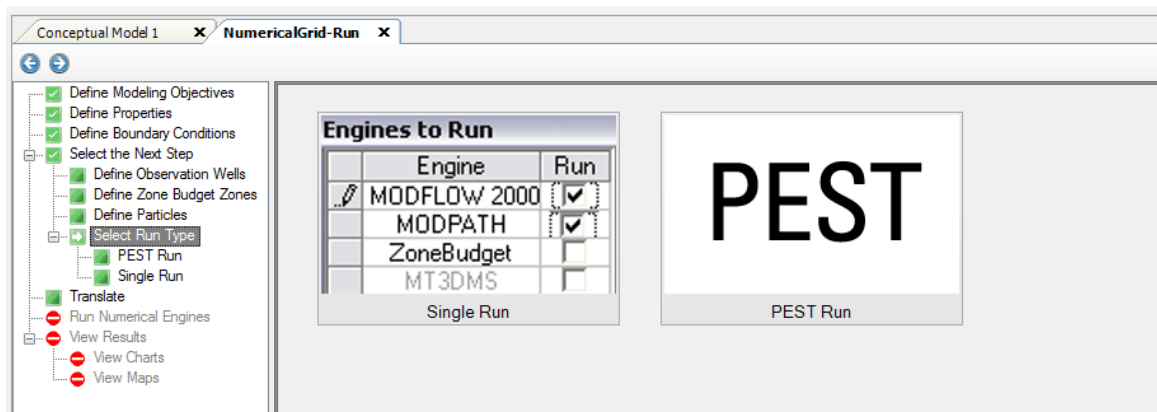 Conceptual Model 1 X NumericalGrid-Run X
Define Modeling Objectives
Define Properties
Define Boundary Conditions
Select the Next Step
Define Observation Wells
Define Zone Budget Zones
Define Particles
Select Run Type
PEST Run
Single Run
Translate
Run Numerical Engines
View Results
View Charts
View Maps
Engines to Run
Engine Run
MODFLOW 2000
MODPATH
ZoneBudget
MT3DMS
Single Run
PEST
PEST Run